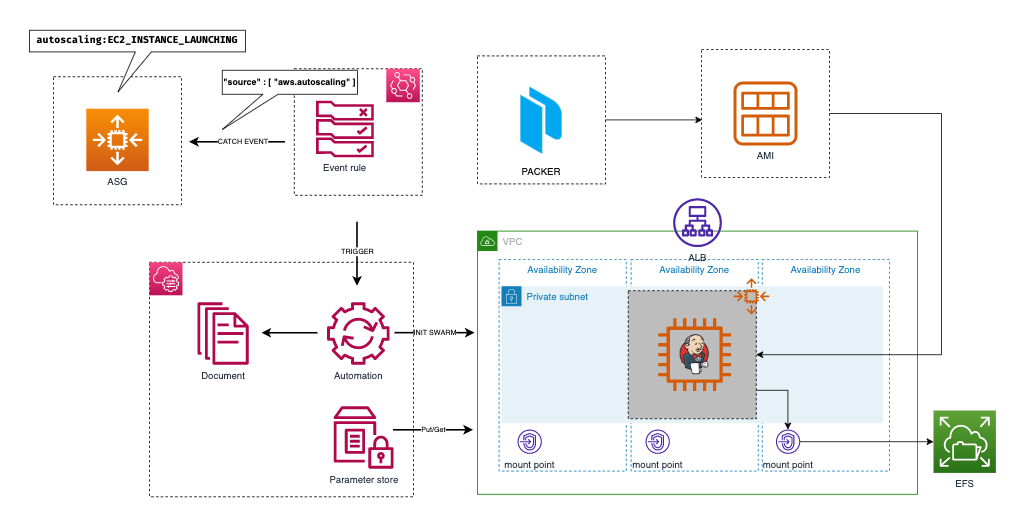 autoscaling:EC2_INSTANCE_LAUNCHING
"source" : [ "aws.autoscaling" ]
CATCH EVENT
ASG
Event rule
PACKER
AMI
TRIGGER
ALB
VPC
Availability Zone
Availability Zone
Availability Zone
Private subnet
INIT SWARM
Document
Automation
Put/Get
Parameter store
mount point
mount point
mount point
EFS